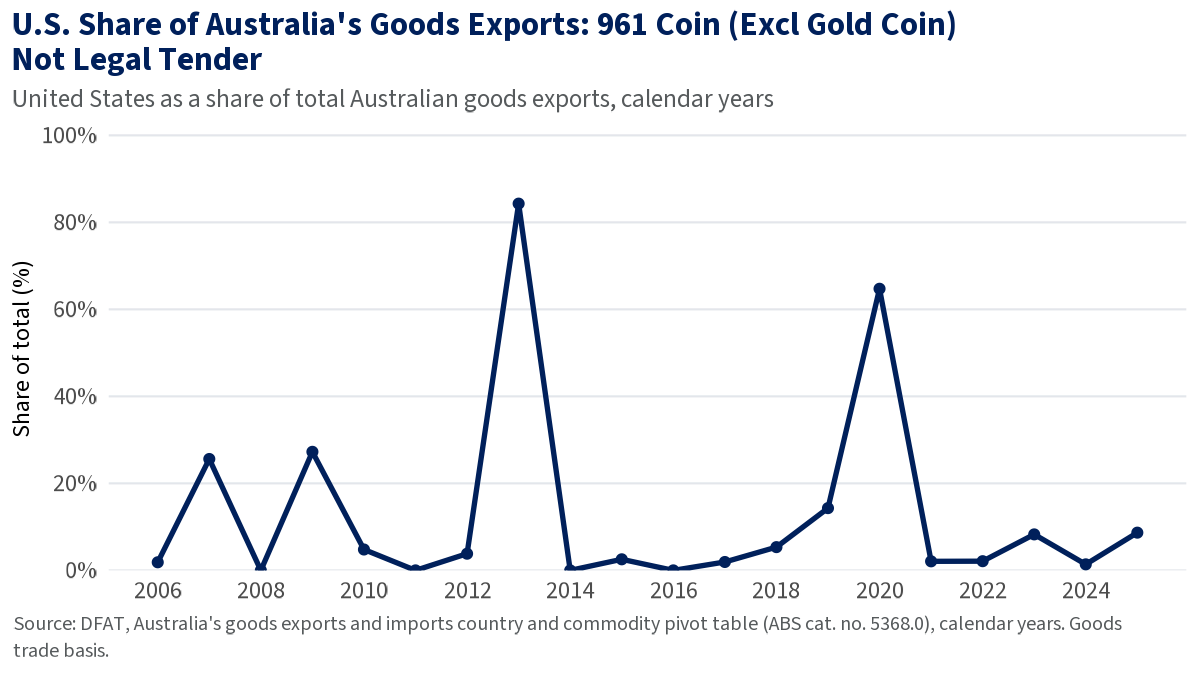 U.S. Share of Australia's Goods Exports: 961 Coin (Excl Gold Coin)
Not Legal Tender
United States as a share of total Australian goods exports, calendar years
Share of total (%)
100%
80%
60%
40%
20%
0%
2006 2008 2010 2012 2014 2016 2018 2020 2022 2024
Source: DFAT, Australia's goods exports and imports country and commodity pivot table (ABS cat. no. 5368.0), calendar years. Goods
trade basis.